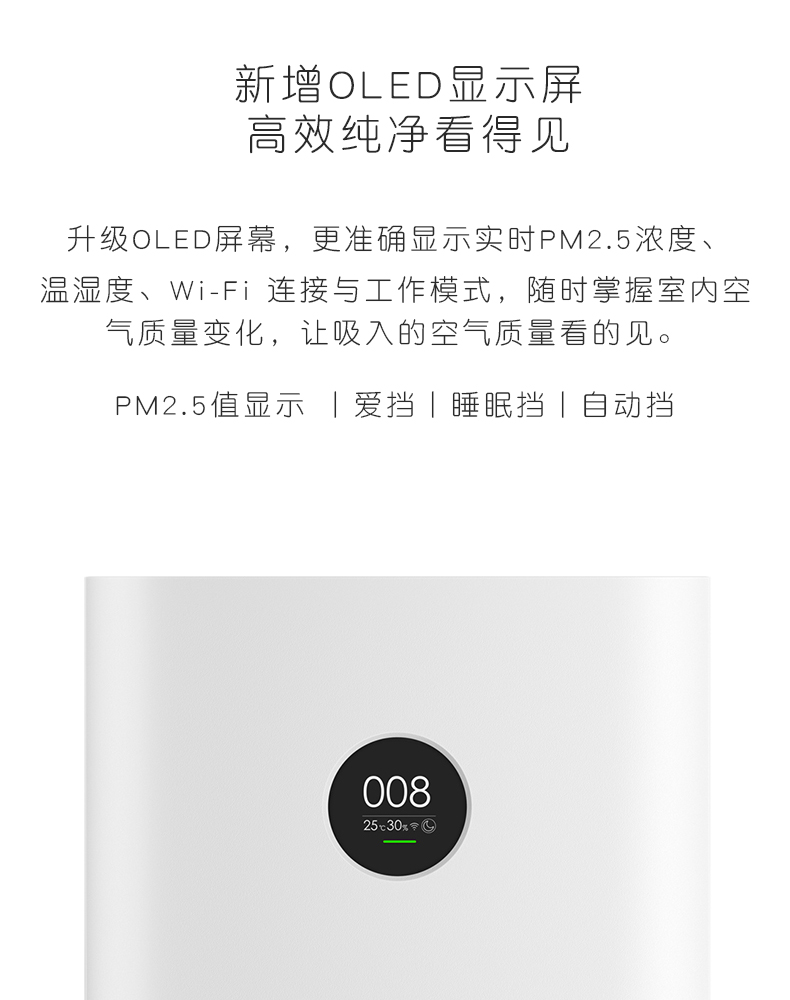 新增OLED显示屏
高效纯净看得见
升级OLED屏幕，更准确显示实时PM2.5浓度、
温湿度、Wi-Fi 连接与工作模式，随时掌握室内空
气质量变化，让吸入的空气质量看的见。
PM2.5值显示 ｜爱挡｜睡眠挡｜自动挡
008
25℃30%